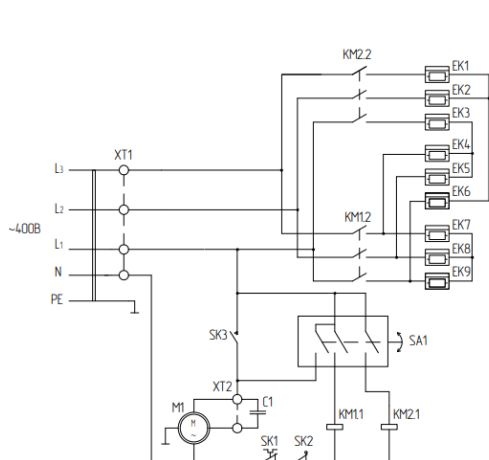 KM2.2
EK1
EK2
EK3
XT1
EK4
L3
EK5
EK6
L2
KM1.2
EK7
~400В
L1
EK8
N
EK9
PE
SK3
SA1
XT2
C1
M1
KM1.1
KM2.1
M
~
SK1
SK2